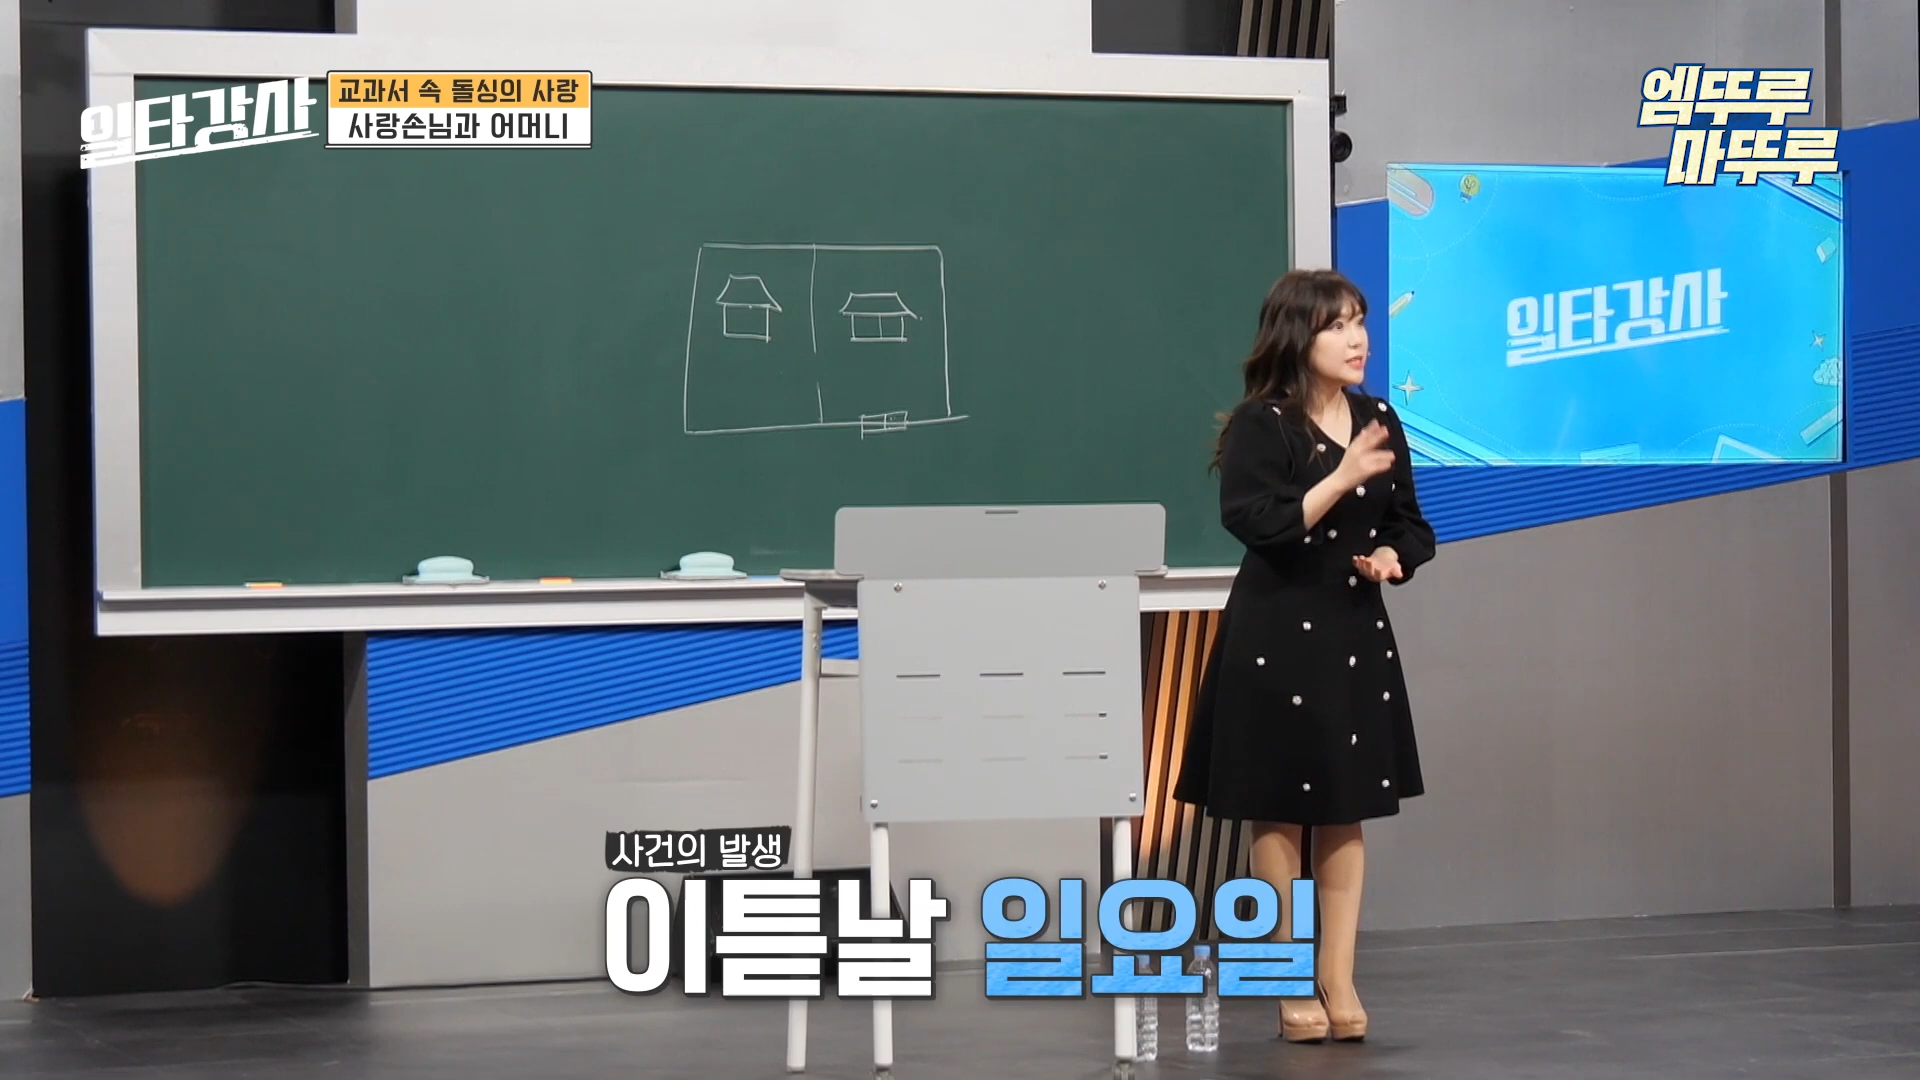 일타강사
교과서 속 돌싱의 사랑
사랑손님과 어머니
엠뚜루
마뚜루
일타강사
사건의 발생
이튿날 일요일